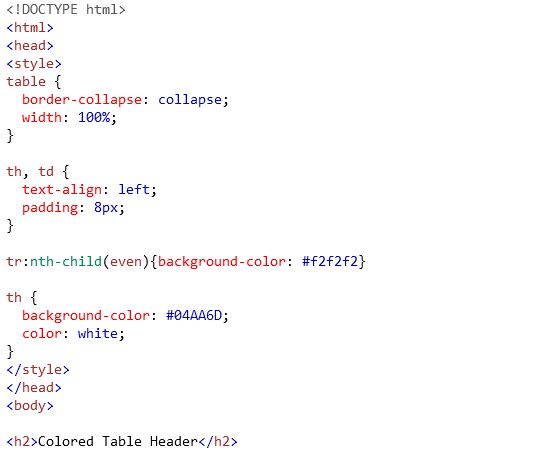 <!DOCTYPE html>
<html>
<head>
<style>
table {
  border-collapse: collapse;
  width: 100%;
}

th, td {
  text-align: left;
  padding: 8px;
}

tr:nth-child(even){background-color: #f2f2f2}

th {
  background-color: #04AA6D;
  color: white;
}
</style>
</head>
<body>

<h2>Colored Table Header</h2>